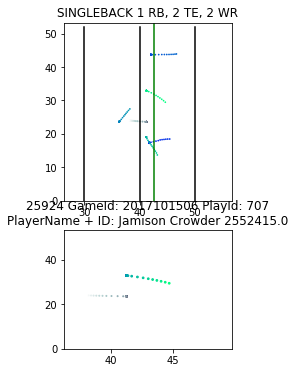 SINGLEBACK 1 RB, 2 TE, 2 WR
50
40
30
20
10
0
30 40 50
25924 GameId: 2017101506 PlayId: 707
PlayerName + ID: Jamison Crowder 2552415.0
40
20
0
40 45